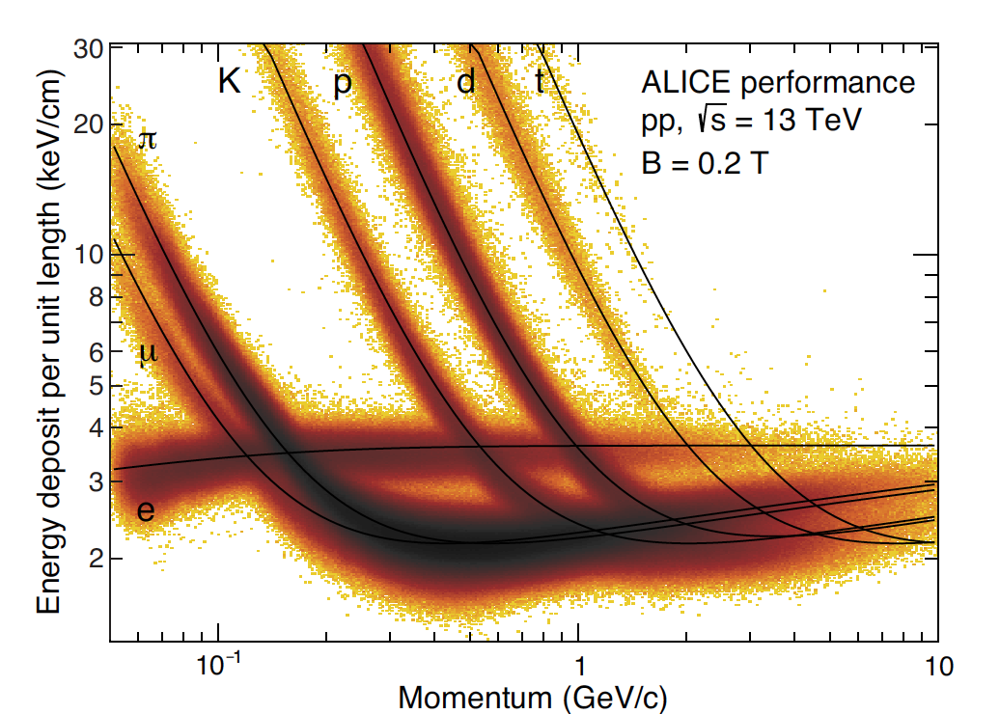 Energy deposit per unit length (keV/cm)
30
20
10
8
6
5
4
3
2
K p d t
π
μ
e
ALICE performance
pp, √s = 13 TeV
B = 0.2 T
10⁻¹ 1 10
Momentum (GeV/c)